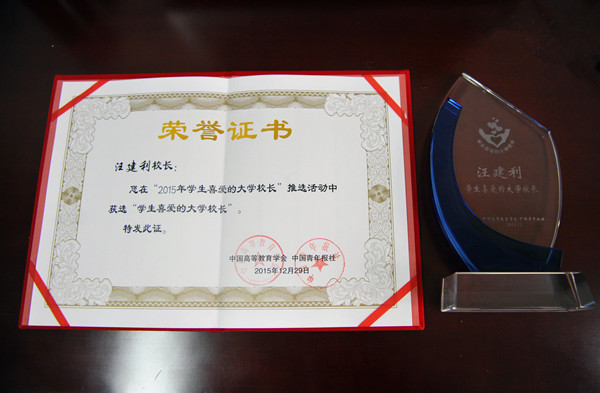 荣誉证书
汪建利校长：
您在“2015年学生喜爱的大学校长”推选活动中
获选“学生喜爱的大学校长”。
特发此证。
中国高等教育学会 中国青年报社
2015年12月29日
汪建利
学生喜爱的大学校长